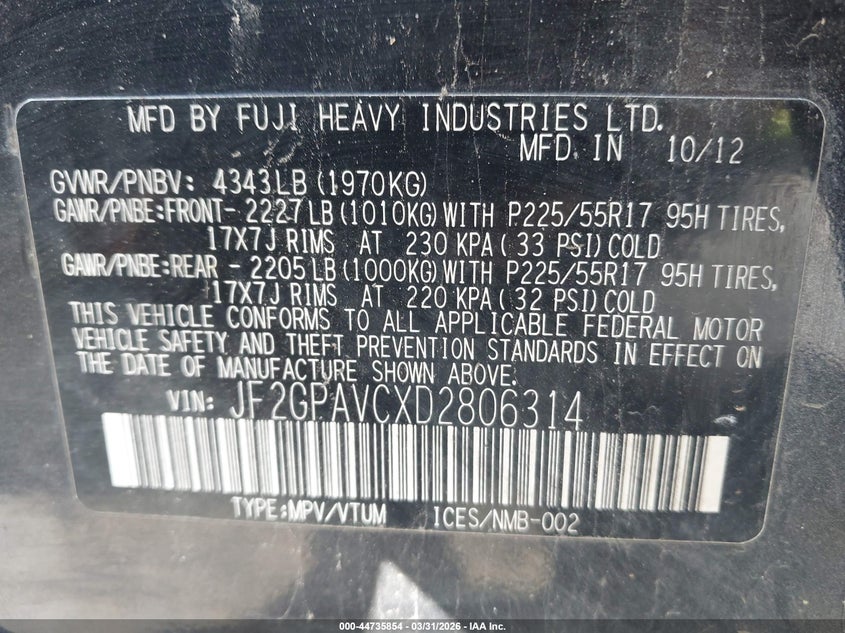 MFD BY FUJI HEAVY INDUSTRIES LTD.
MFD. IN 10/12
GVWR/PNBV: 4343LB (1970KG)
GAWR/PNBE:FRONT- 2227LB (1010KG) WITH P225/55R17 95H TIRES,
17X7J RIMS AT 230 KPA ( 33 PSI) COLD
GAWR/PNBE:REAR - 2205LB (1000KG) WITH P225/55R17 95H TIRES,
17X7J RIMS AT 220 KPA ( 32 PSI) COLD
THIS VEHICLE CONFORMS TO ALL APPLICABLE FEDERAL MOTOR
VEHICLE SAFETY AND THEFT PREVENTION STANDARDS IN EFFECT ON
THE DATE OF MANUFACTURE SHOWN ABOVE.
VIN: JF2GPAVCXD2806314
TYPE:MPV/VTUM ICES/NMB-002
000-44735854 | 03/31/2026 - IAA Inc.